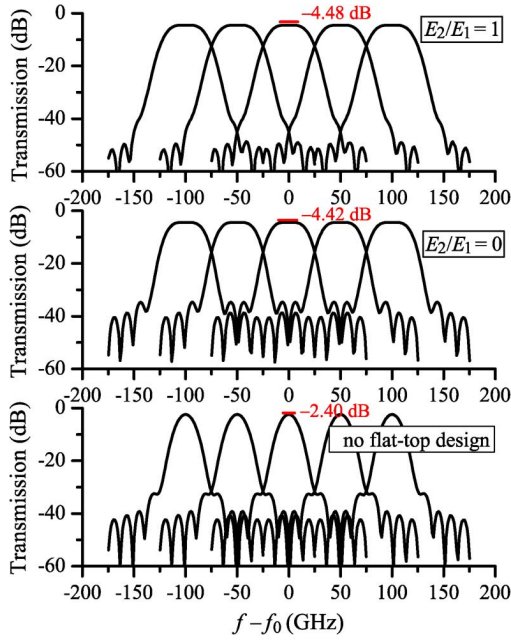 0
−4.48 dB
E₂/E₁ = 1
-20
-40
-60
Transmission (dB)
-200 -150 -100 -50 0 50 100 150 200
0
−4.42 dB
E₂/E₁ = 0
-20
-40
-60
Transmission (dB)
-200 -150 -100 -50 0 50 100 150 200
0
−2.40 dB
no flat-top design
-20
-40
-60
Transmission (dB)
-200 -150 -100 -50 0 50 100 150 200
f − f₀ (GHz)